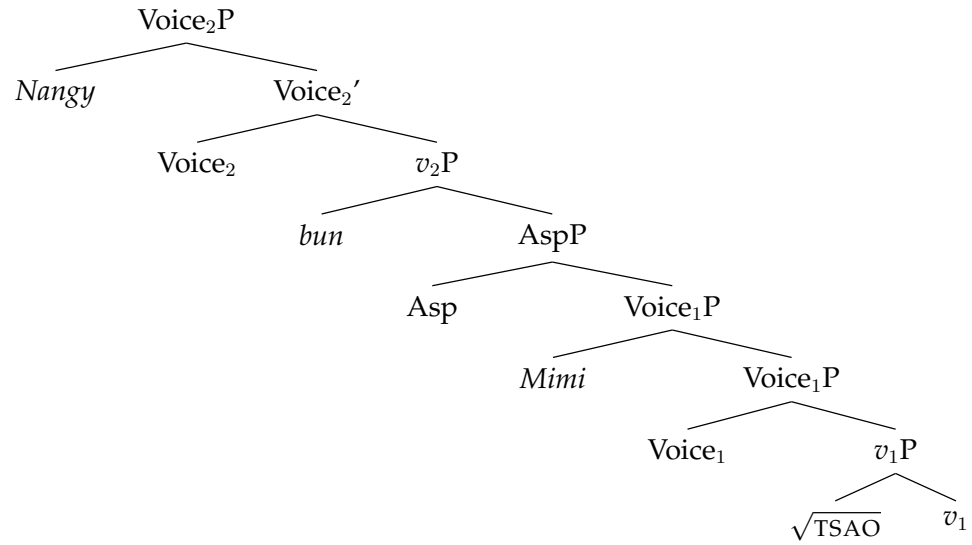 Voice₂P
Nangy Voice₂′
Voice₂ v₂P
bun AspP
Asp Voice₁P
Mimi Voice₁P
Voice₁ v₁P
√TSAO v₁